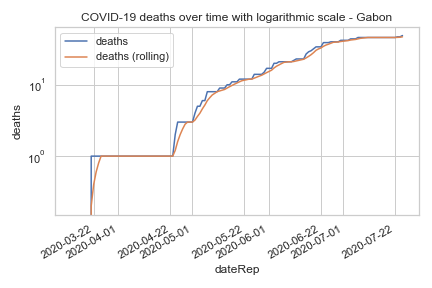 COVID-19 deaths over time with logarithmic scale - Gabon
deaths
deaths (rolling)
10¹
10⁰
deaths
2020-03-22
2020-04-01
2020-04-22
2020-05-01
2020-05-22
2020-06-01
2020-06-22
2020-07-01
2020-07-22
dateRep